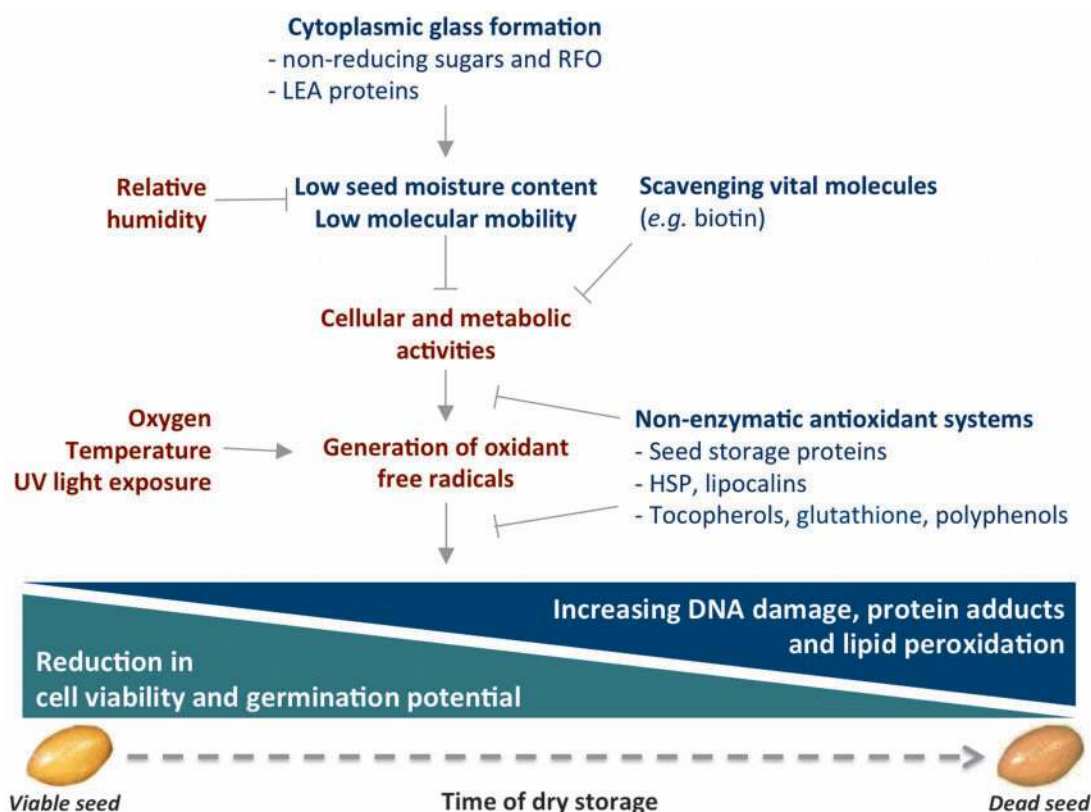 Cytoplasmic glass formation
- non-reducing sugars and RFO
- LEA proteins
Relative
humidity
Low seed moisture content
Low molecular mobility
Scavenging vital molecules
(e.g. biotin)
Cellular and metabolic
activities
Oxygen
Temperature
UV light exposure
Generation of oxidant
free radicals
Non-enzymatic antioxidant systems
- Seed storage proteins
- HSP, lipocalins
- Tocopherols, glutathione, polyphenols
Increasing DNA damage, protein adducts
and lipid peroxidation
Reduction in
cell viability and germination potential
Viable seed
Time of dry storage
Dead seed